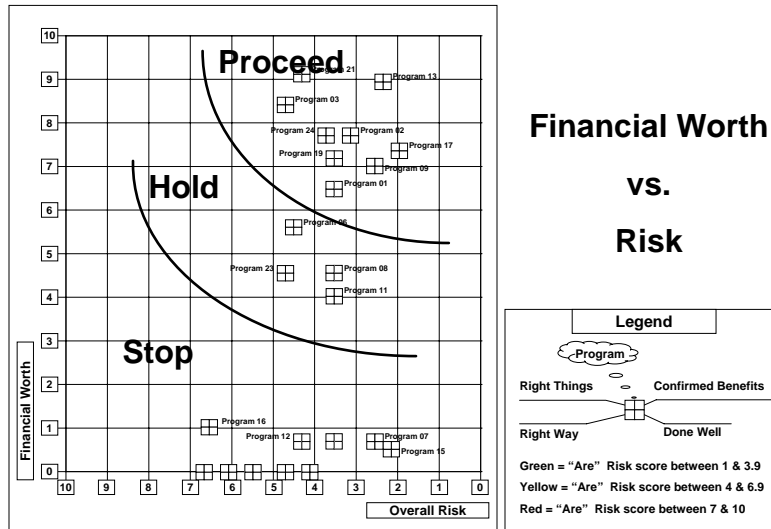 10
Proceed
Program 21
9
Program 13
Program 03
8
Program 24
Program 02
Program 17
Program 19
7
Program 09
Hold
Program 01
6
Program 06
5
Program 23
Program 08
4
Program 11
3
Stop
2
Financial Worth
1
Program 16
Program 12
Program 07
Program 15
0
10
9
8
7
6
5
4
3
2
1
0
Overall Risk
Financial Worth
vs.
Risk
Legend
Program
Right Things
Confirmed Benefits
Right Way
Done Well
Green = “Are” Risk score between 1 & 3.9
Yellow = “Are” Risk score between 4 & 6.9
Red = “Are” Risk score between 7 & 10